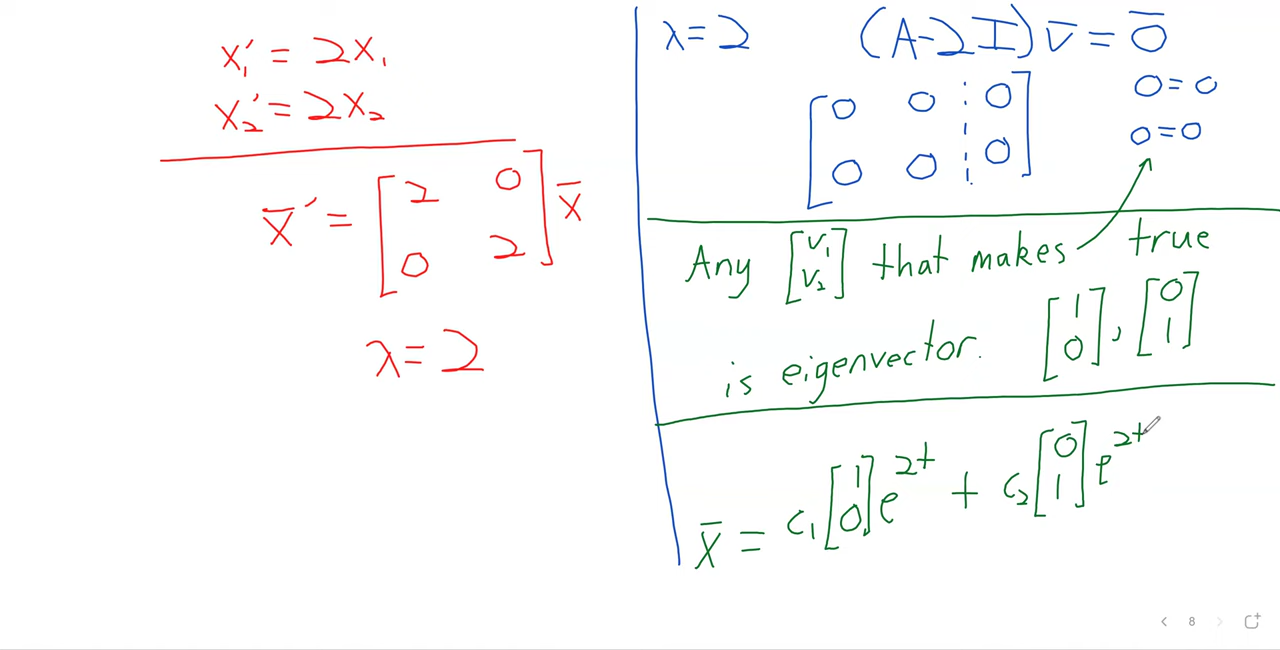 x₁' = 2x₁
x₂' = 2x₂
x̄' = [2 0; 0 2] x̄
λ = 2
λ = 2 (A-2I) v̄ = 0̄
[0 0 ¦ 0; 0 0 ¦ 0]
0 = 0
0 = 0
Any [v₁; v₂] that makes true
is eigenvector. [1; 0], [0; 1]
x̄ = c₁ [1; 0] e^2t + c₂ [0; 1] e^2t
< 8 >